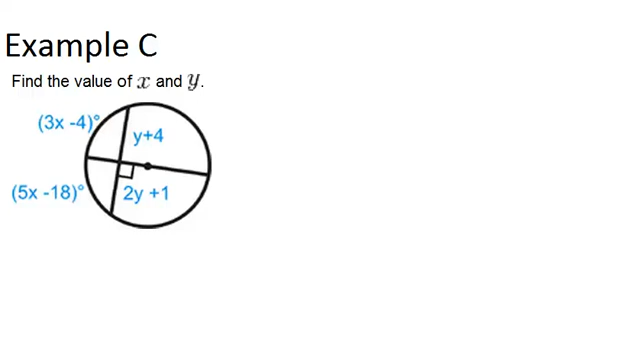 Example C
Find the value of x and y.
(3x -4)°
y+4
(5x -18)°
2y +1